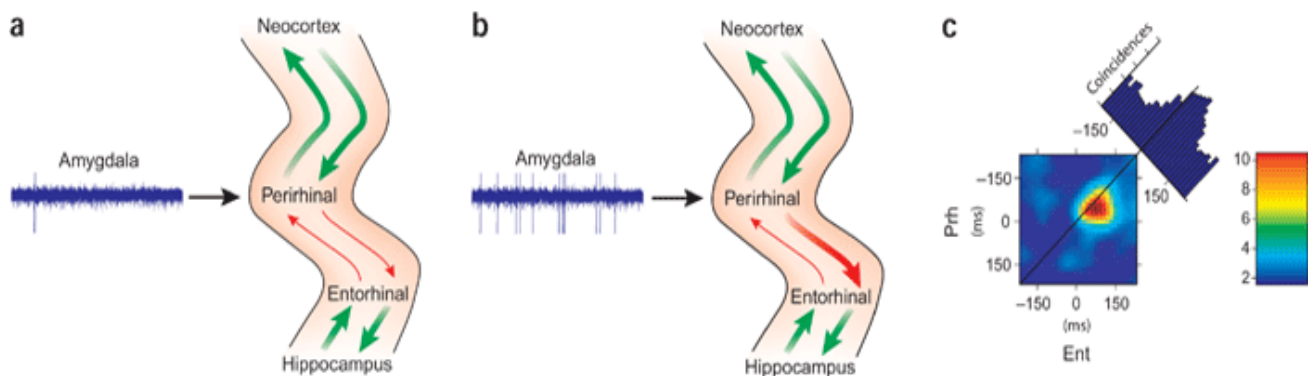 a
Neocortex
Amygdala
Perirhinal
Entorhinal
Hippocampus
b
Neocortex
Amygdala
Perirhinal
Entorhinal
Hippocampus
c
Coincidences
−150
150
−150
0
150
Prh
(ms)
−150 0 150
(ms)
Ent
10
8
6
4
2